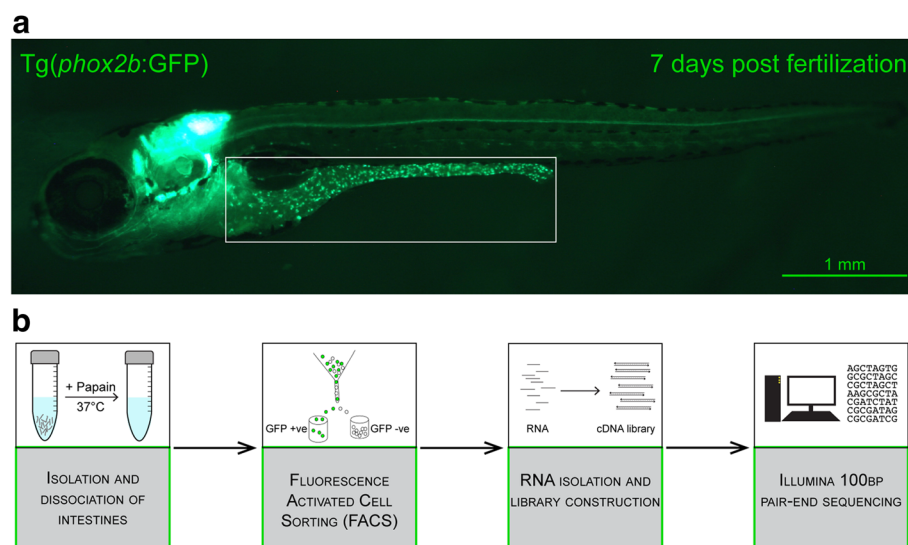 a
Tg(phox2b:GFP)
7 days post fertilization
1 mm
b
+ Papain
37°C
GFP +ve
GFP -ve
RNA
cDNA library
AGCTAGTG
GCGCTAGC
CGCTAGCT
AAGCGCTA
CGATCTAT
CGCGATAG
CGCGATCG
ISOLATION AND
DISSOCIATION OF
INTESTINES
FLUORESCENCE
ACTIVATED CELL
SORTING (FACS)
RNA ISOLATION AND
LIBRARY CONSTRUCTION
ILLUMINA 100BP
PAIR-END SEQUENCING